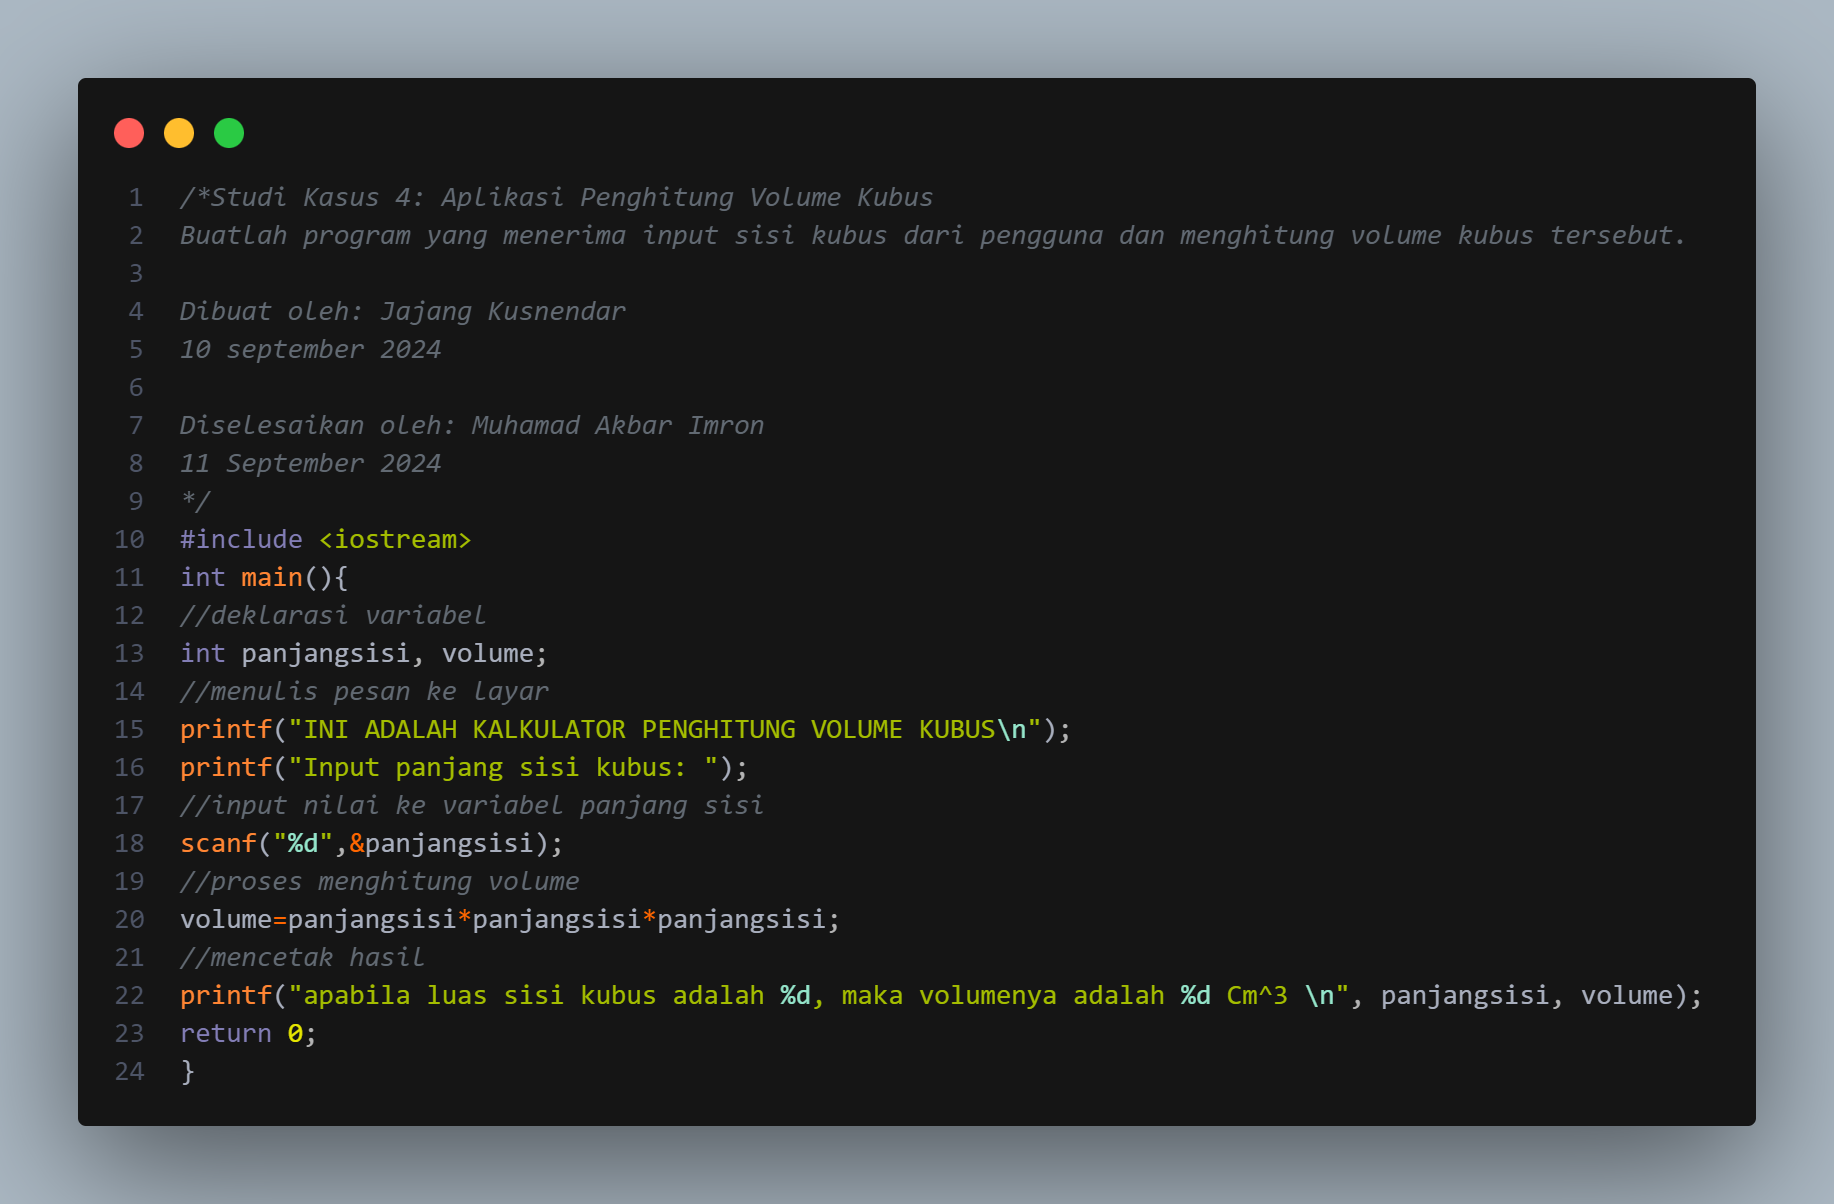 1 /*Studi Kasus 4: Aplikasi Penghitung Volume Kubus
2 Buatlah program yang menerima input sisi kubus dari pengguna dan menghitung volume kubus tersebut.
3
4 Dibuat oleh: Jajang Kusnendar
5 10 september 2024
6
7 Diselesaikan oleh: Muhamad Akbar Imron
8 11 September 2024
9 */
10 #include <iostream>
11 int main(){
12 //deklarasi variabel
13 int panjangsisi, volume;
14 //menulis pesan ke layar
15 printf("INI ADALAH KALKULATOR PENGHITUNG VOLUME KUBUS\n");
16 printf("Input panjang sisi kubus: ");
17 //input nilai ke variabel panjang sisi
18 scanf("%d",&panjangsisi);
19 //proses menghitung volume
20 volume=panjangsisi*panjangsisi*panjangsisi;
21 //mencetak hasil
22 printf("apabila luas sisi kubus adalah %d, maka volumenya adalah %d Cm^3 \n", panjangsisi, volume);
23 return 0;
24 }